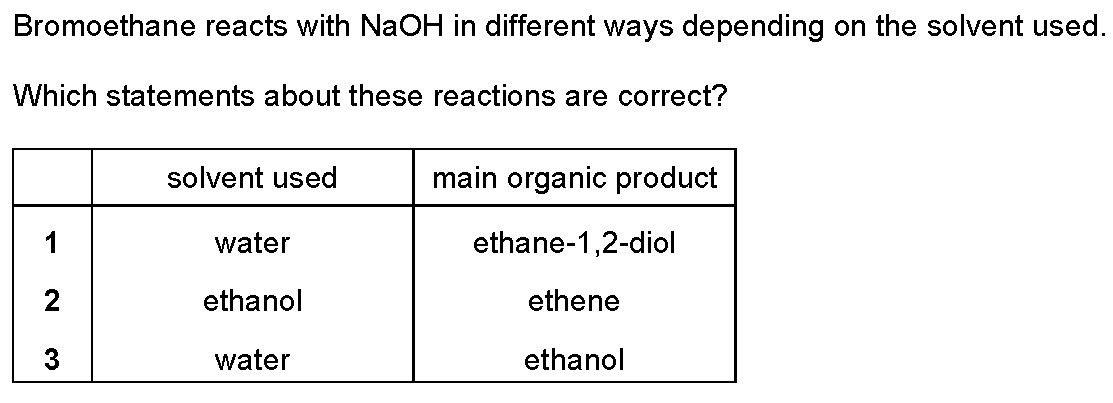 Bromoethane reacts with NaOH in different ways depending on the solvent used.
Which statements about these reactions are correct?
solvent used main organic product
1 water ethane-1,2-diol
2 ethanol ethene
3 water ethanol